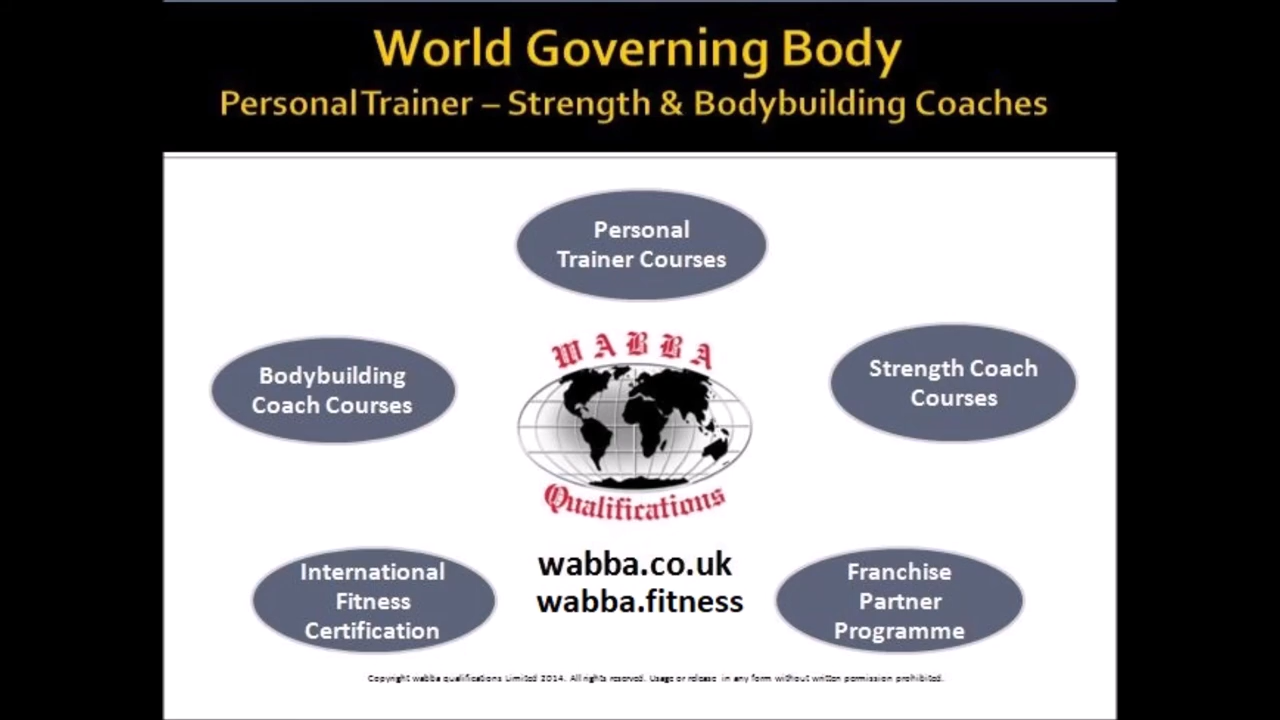 World Governing Body
Personal Trainer – Strength & Bodybuilding Coaches
Personal
Trainer Courses
Bodybuilding
Coach Courses
WABBA
Qualifications
Strength Coach
Courses
International
Fitness
Certification
wabba.co.uk
wabba.fitness
Franchise
Partner
Programme
Copyright wabba qualifications Limited 2014. All rights reserved. Usage or release in any form without written permission prohibited.